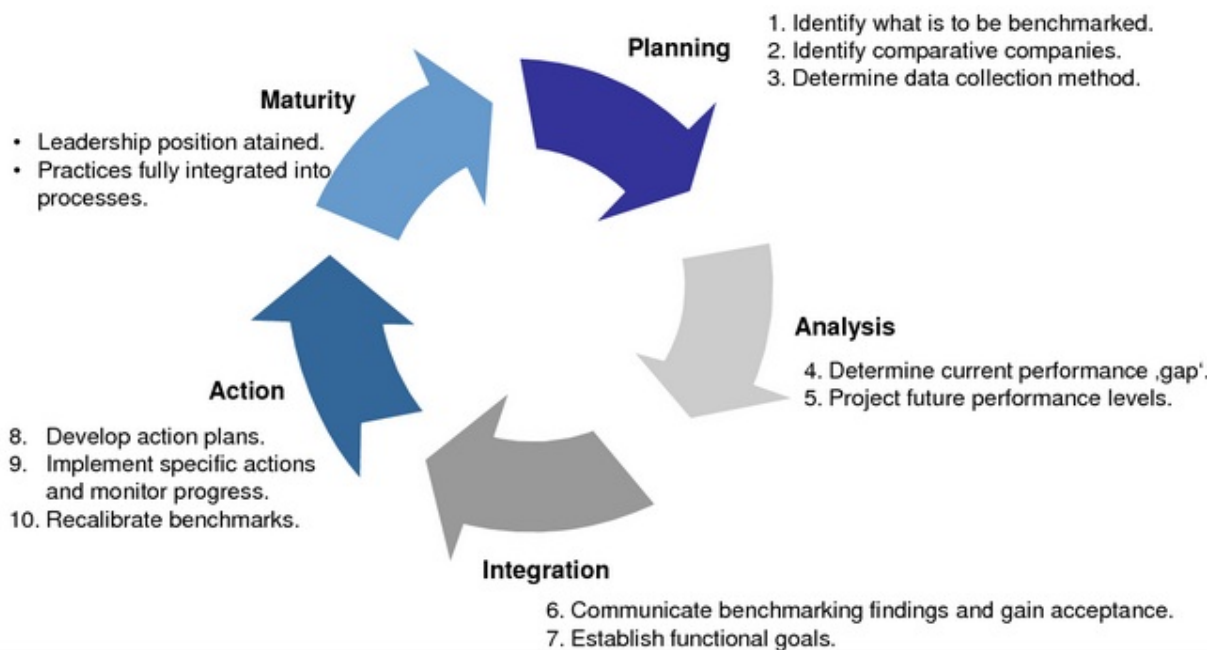 Planning
1. Identify what is to be benchmarked.
2. Identify comparative companies.
3. Determine data collection method.
Analysis
4. Determine current performance ‚gap‘.
5. Project future performance levels.
Integration
6. Communicate benchmarking findings and gain acceptance.
7. Establish functional goals.
Action
8. Develop action plans.
9. Implement specific actions
and monitor progress.
10. Recalibrate benchmarks.
Maturity
• Leadership position atained.
• Practices fully integrated into
processes.